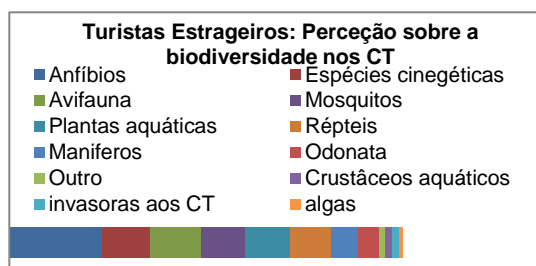 Turistas Estrageiros: Perceção sobre a
biodiversidade nos CT
Anfíbios
Espécies cinegéticas
Avifauna
Mosquitos
Plantas aquáticas
Répteis
Maniferos
Odonata
Outro
Crustâceos aquáticos
invasoras aos CT
algas